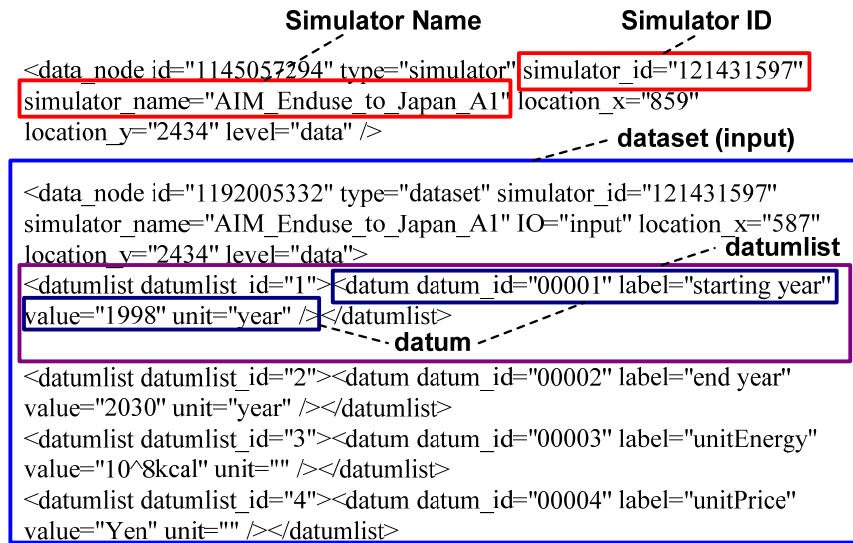 Simulator Name
Simulator ID
<data_node id="1145057294" type="simulator" simulator_id="121431597"
simulator_name="AIM_Enduse_to_Japan_A1" location_x="859"
location_y="2434" level="data" />
dataset (input)
<data_node id="1192005332" type="dataset" simulator_id="121431597"
simulator_name="AIM_Enduse_to_Japan_A1" IO="input" location_x="587"
location_y="2434" level="data">
datumlist
<datumlist datumlist_id="1"><datum datum_id="00001" label="starting year"
value="1998" unit="year" /></datumlist>
datum
<datumlist datumlist_id="2"><datum datum_id="00002" label="end year"
value="2030" unit="year" /></datumlist>
<datumlist datumlist_id="3"><datum datum_id="00003" label="unitEnergy"
value="10^8kcal" unit="" /></datumlist>
<datumlist datumlist_id="4"><datum datum_id="00004" label="unitPrice"
value="Yen" unit="" /></datumlist>